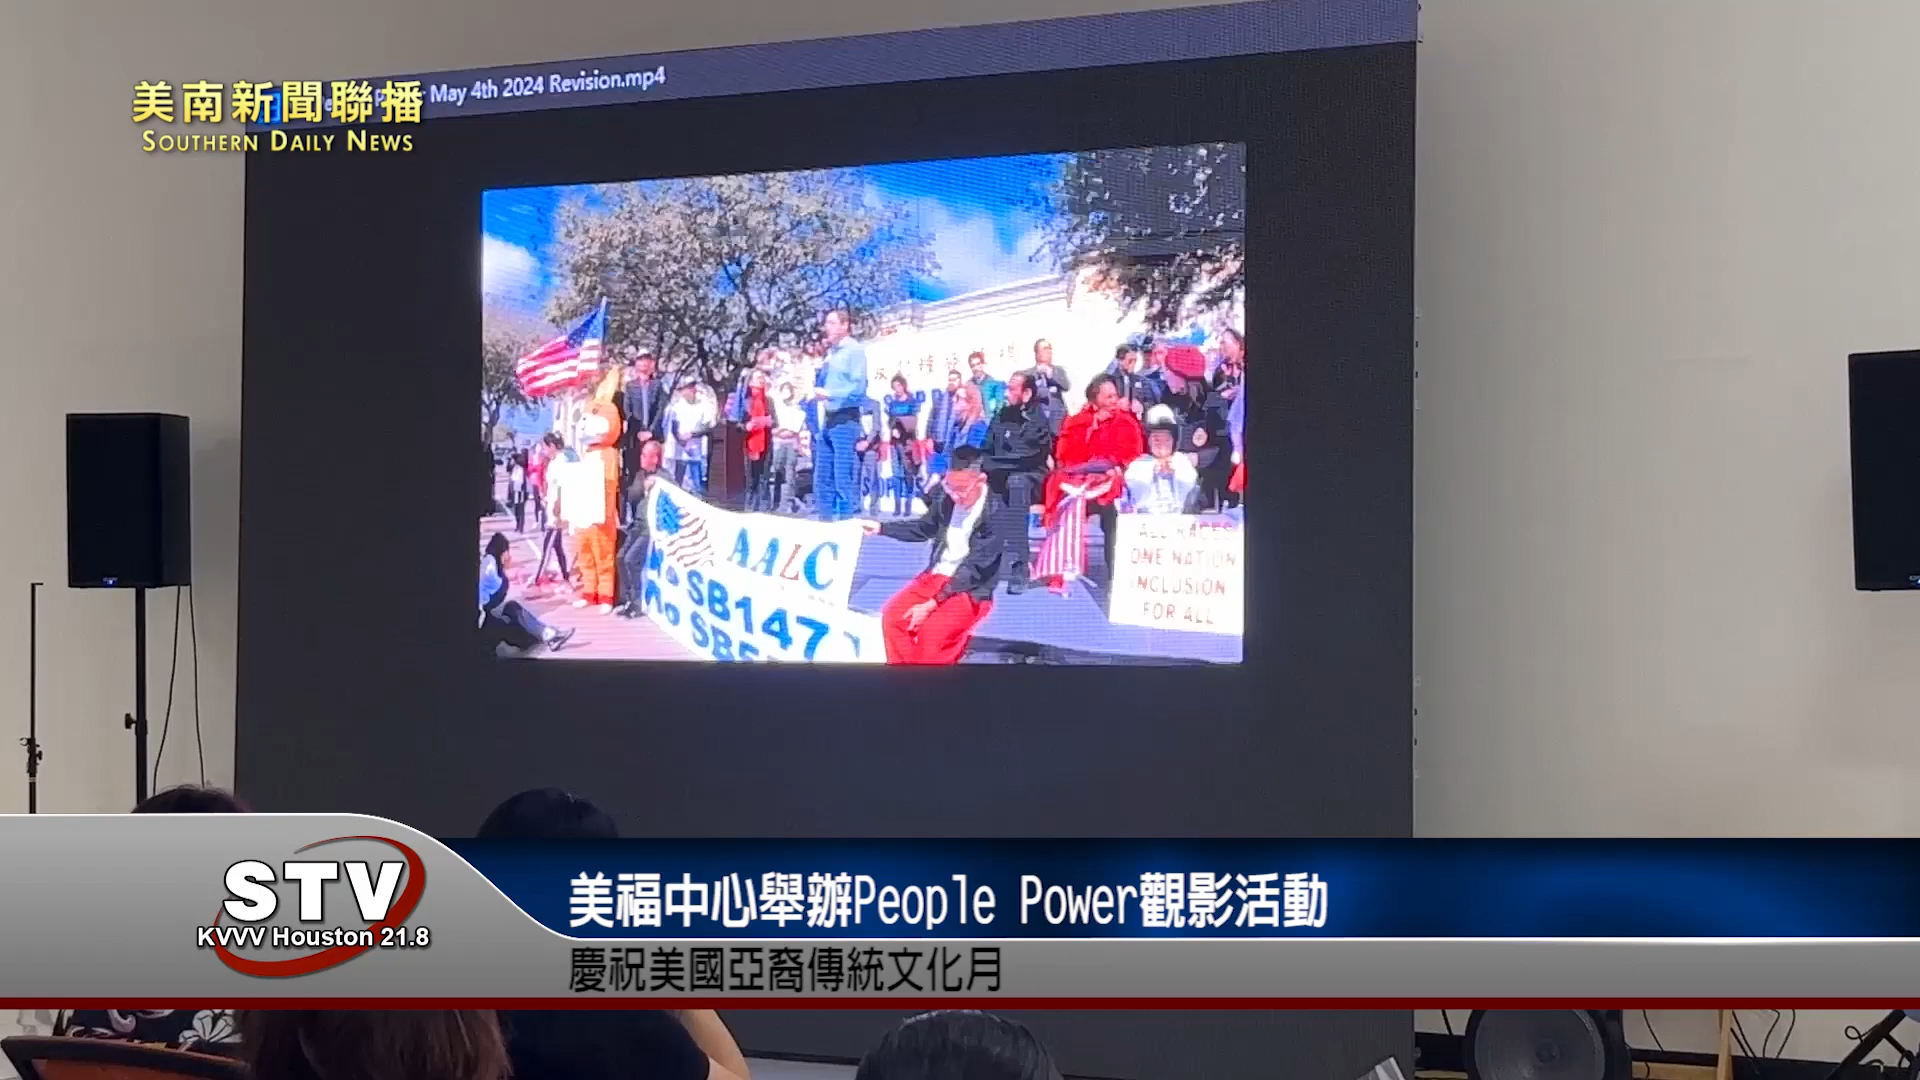 美南新聞聯播
SOUTHERN DAILY NEWS
May 4th 2024 Revision.mp4
AALC
No SB147
No SB
ALL RACES
ONE NATION
INCLUSION
FOR ALL
STV
KVVV Houston 21.8
美福中心舉辦People Power觀影活動
慶祝美國亞裔傳統文化月